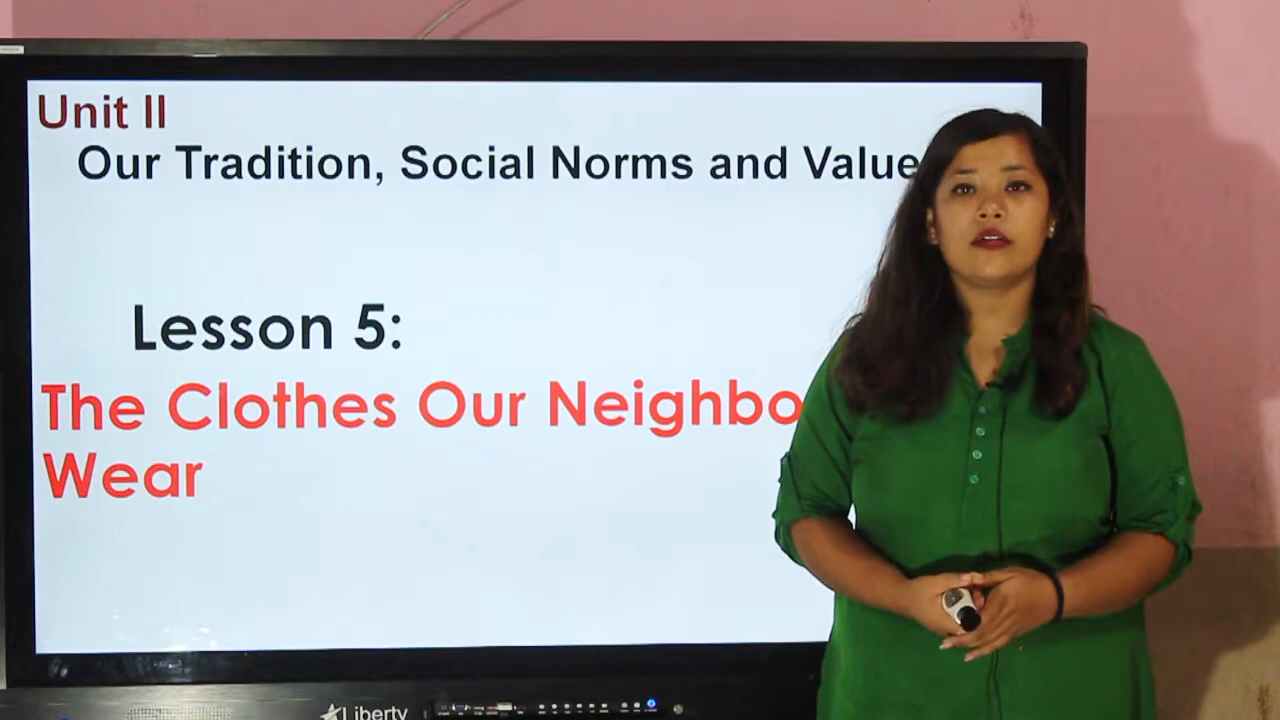 Unit II
Our Tradition, Social Norms and Value
Lesson 5:
The Clothes Our Neighbo
Wear
Liberty